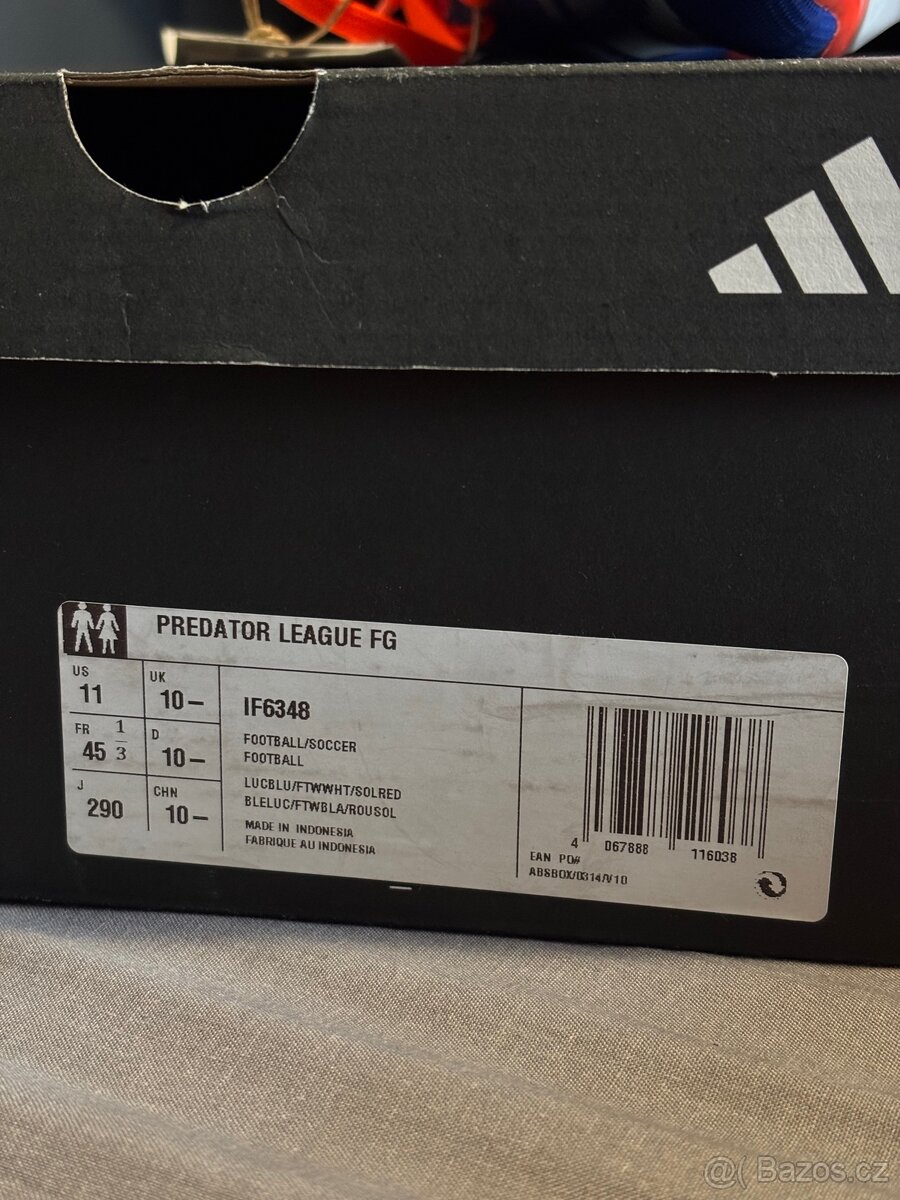 PREDATOR LEAGUE FG
US
11
UK
10-
FR
45 1/3
D
10-
J
290
CHN
10-
IF6348
FOOTBALL/SOCCER
FOOTBALL
LUCBLU/FTWWHT/SOLRED
BLELUC/FTWBLA/ROUSOL
MADE IN INDONESIA
FABRIQUE AU INDONESIA
4 067888 116038
EAN PO#
ABSBOX/0314/I/10
@( Bazos.cz